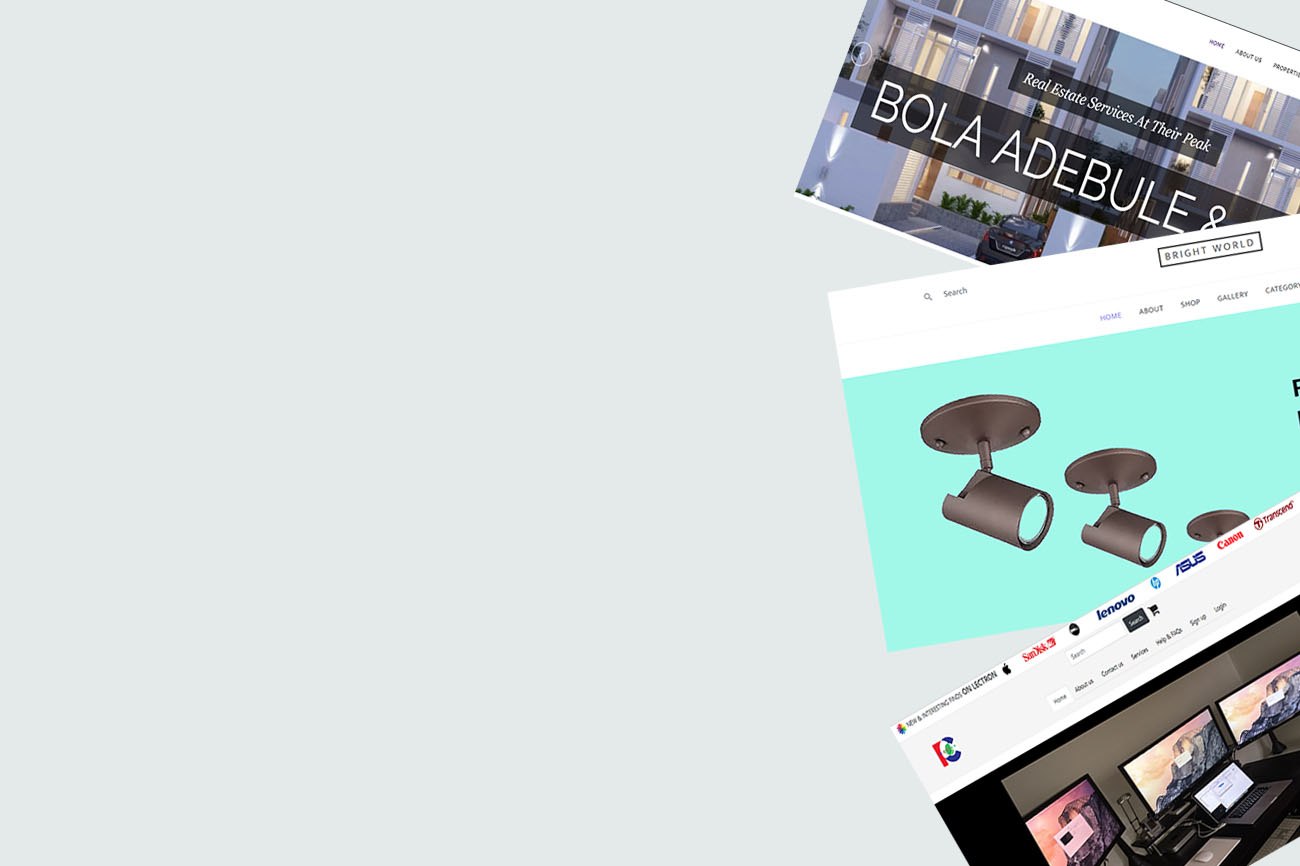 HOME ABOUT US
Real Estate Services At Their Peak
BOLA ADEBULE &
BRIGHT WORLD
Search
HOME ABOUT SHOP GALLERY CATEGORY
NEW & INTERESTING FINDS ON LECTRON SanDisk lenovo hp ASUS Canon Transcend
Search Search
Home About us Contact us Services Help & FAQs Sign up Login